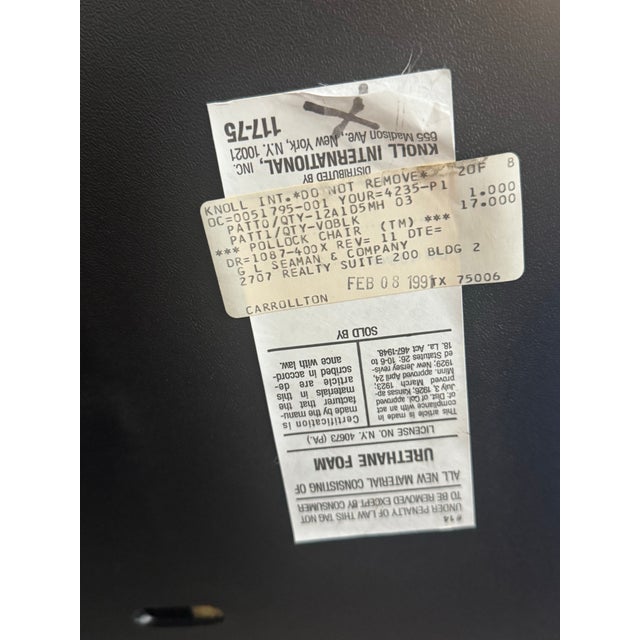 KNOLL INT.*DO NOT REMOVE* 2OF 8
OC=0051795-001 YOUR=4235-P1
PATT0/QTY-12A1D5MH 03 1.000
PATT1/QTY-VOBLK 17.000
*** POLLOCK CHAIR (TM) ***
DR=1087-400X REV= 11 DTE=
G L SEAMAN & COMPANY
2707 REALTY SUITE 200 BLDG 2
FEB 08 1991
CARROLLTON TX 75006
# 14
UNDER PENALTY OF LAW THIS TAG NOT
TO BE REMOVED EXCEPT BY CONSUMER
ALL NEW MATERIAL CONSISTING OF
URETHANE FOAM
LICENSE NO. N.Y. 40673 (PA.)
This article is made in
compliance with an act
of Dist. of Col. approved
July 3, 1926; Kansas ap-
proved March 1923;
Minn. approved April 24,
1929; New Jersey revis-
ed Statutes 26: 10-6 to
18. La. Act 467-1948.
Certification is
made by the manu-
facturer that the
materials in this
article are de-
scribed in accord-
ance with law.
SOLD BY
DISTRIBUTED BY
KNOLL INTERNATIONAL, INC.
655 Madison Ave., New York, N.Y. 10021
117-75